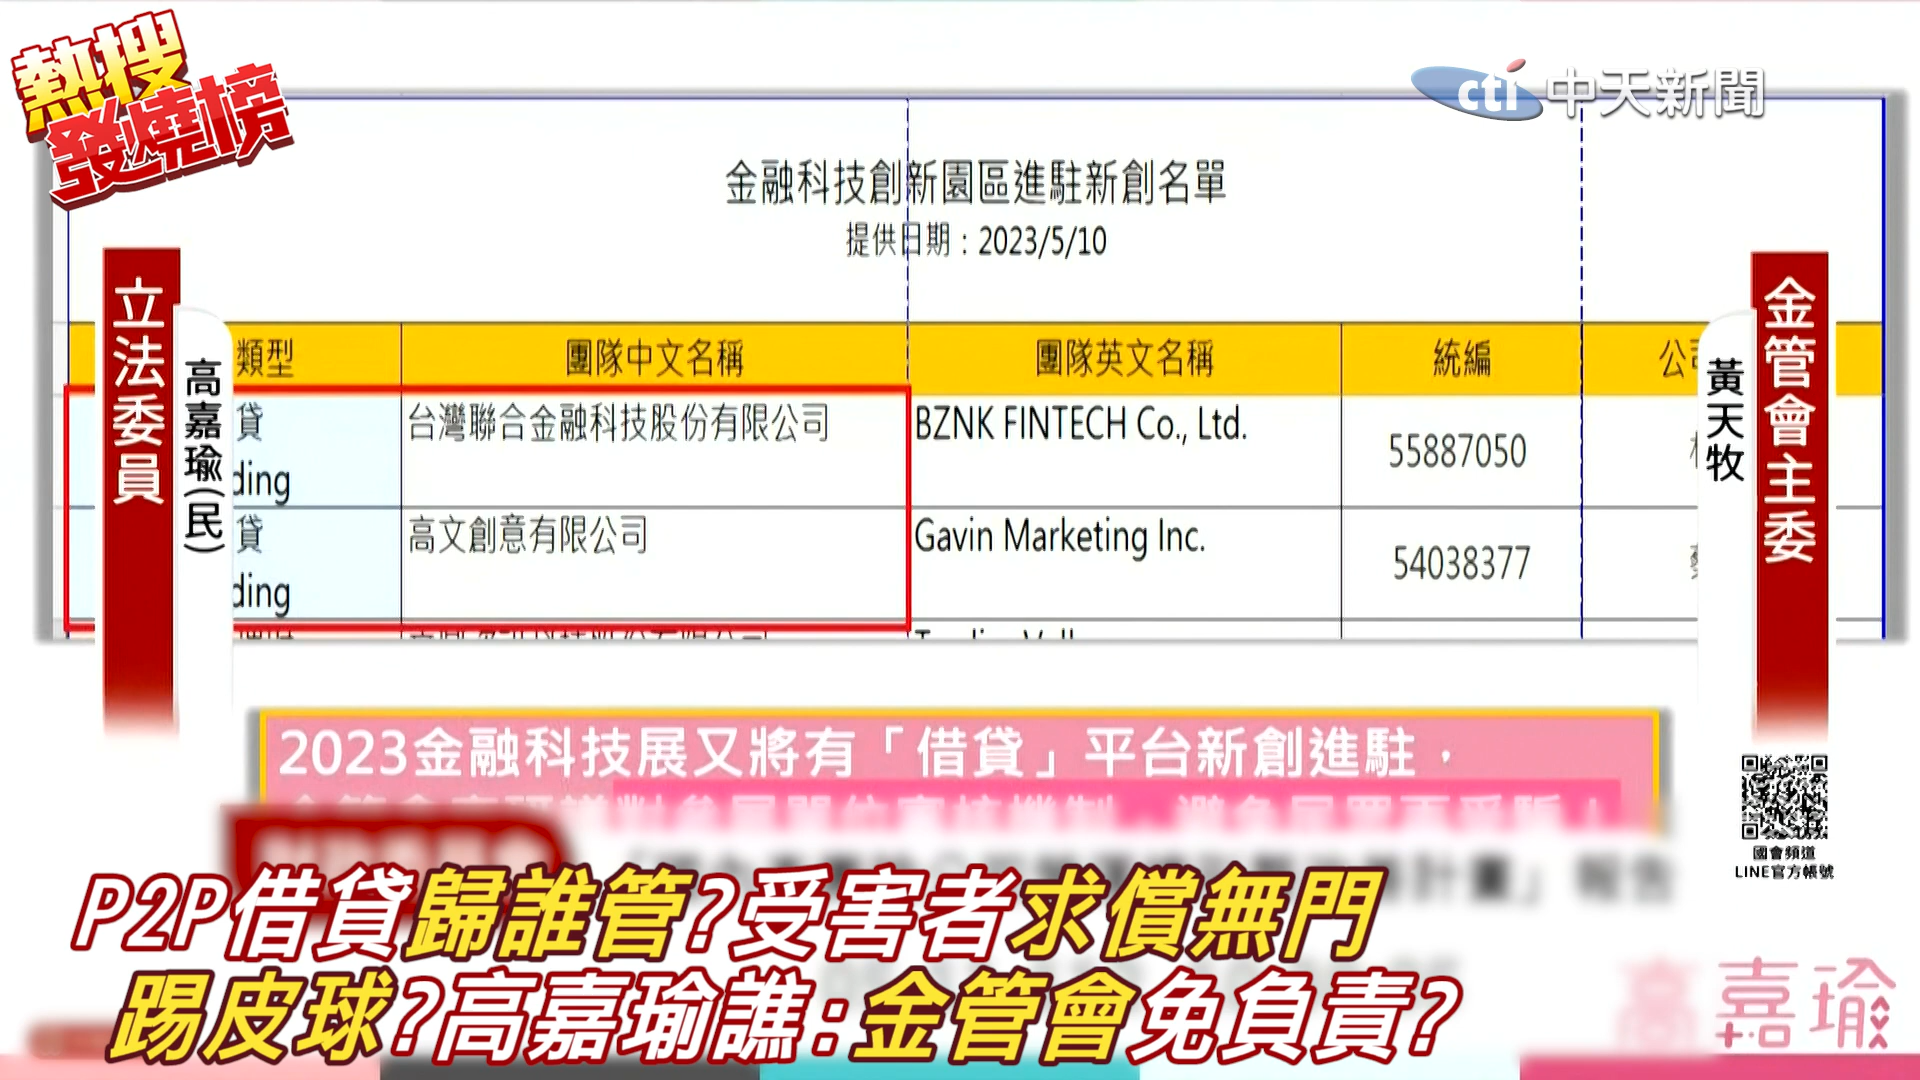 熱搜
發燒榜
cti 中天新聞
金融科技創新園區進駐新創名單
提供日期：2023/5/10
類型 團隊中文名稱 團隊英文名稱 統編
貸 台灣聯合金融科技股份有限公司 BZNK FINTECH Co., Ltd. 55887050
ding
貸 高文創意有限公司 Gavin Marketing Inc. 54038377
ding
立法委員
高嘉瑜(民)
金管會主委
黃天牧
2023金融科技展又將有「借貸」平台新創進駐，
國會頻道
LINE官方帳號
P2P借貸歸誰管?受害者求償無門
踢皮球?高嘉瑜譙:金管會免負責?
高嘉瑜